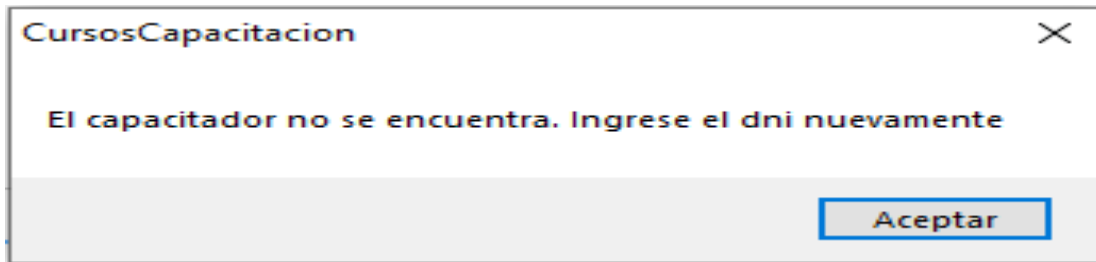 CursosCapacitacion
El capacitador no se encuentra. Ingrese el dni nuevamente
Aceptar